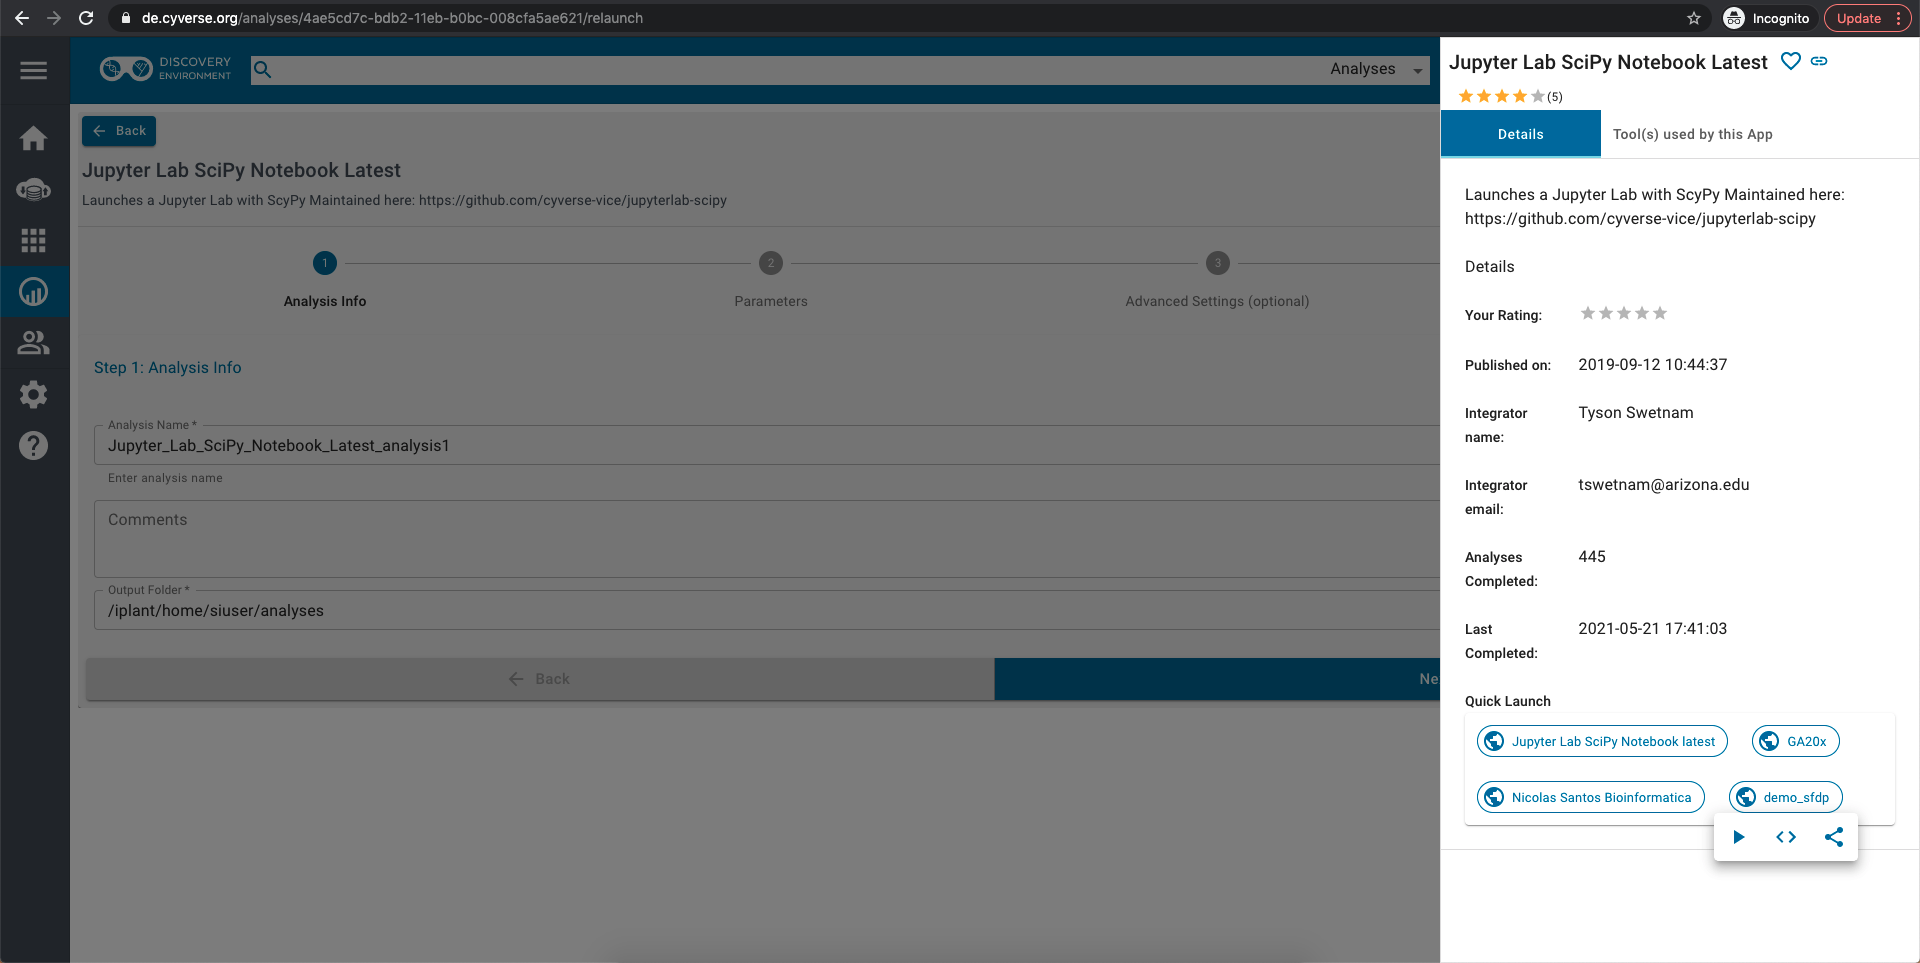 de.cyverse.org/analyses/4ae5cd7c-bdb2-11eb-b0bc-008cfa5ae621/relaunch
Incognito
Update
DISCOVERY
ENVIRONMENT
Analyses
Back
Jupyter Lab SciPy Notebook Latest
Launches a Jupyter Lab with ScyPy Maintained here: https://github.com/cyverse-vice/jupyterlab-scipy
1
2
3
Analysis Info
Parameters
Advanced Settings (optional)
Step 1: Analysis Info
Analysis Name *
Jupyter_Lab_SciPy_Notebook_Latest_analysis1
Enter analysis name
Comments
Output Folder *
/iplant/home/siuser/analyses
Back
Ne
Jupyter Lab SciPy Notebook Latest
(5)
Details
Tool(s) used by this App
Launches a Jupyter Lab with ScyPy Maintained here:
https://github.com/cyverse-vice/jupyterlab-scipy
Details
Your Rating:
Published on: 2019-09-12 10:44:37
Integrator name: Tyson Swetnam
Integrator email: tswetnam@arizona.edu
Analyses Completed: 445
Last Completed: 2021-05-21 17:41:03
Quick Launch
Jupyter Lab SciPy Notebook latest
GA20x
Nicolas Santos Bioinformatica
demo_sfdp